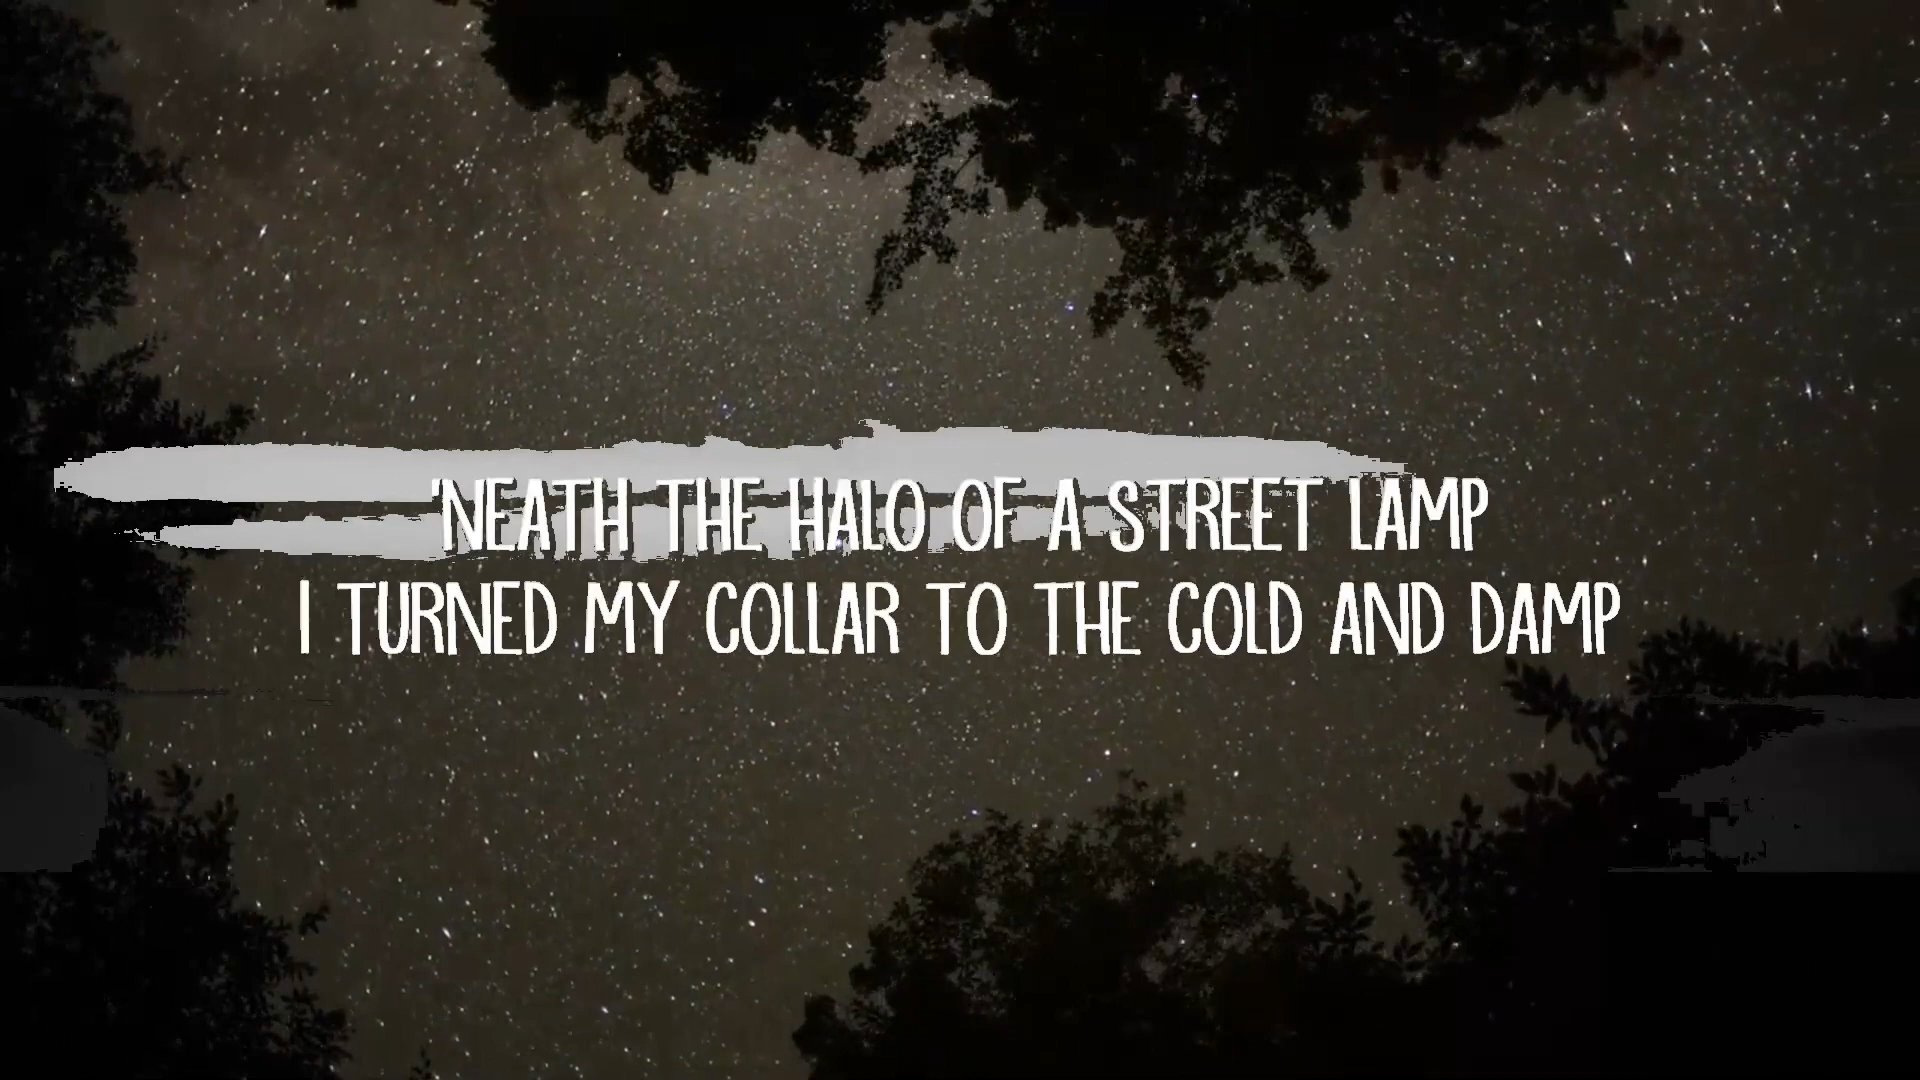 'NEATH THE HALO OF A STREET LAMP
I TURNED MY COLLAR TO THE COLD AND DAMP